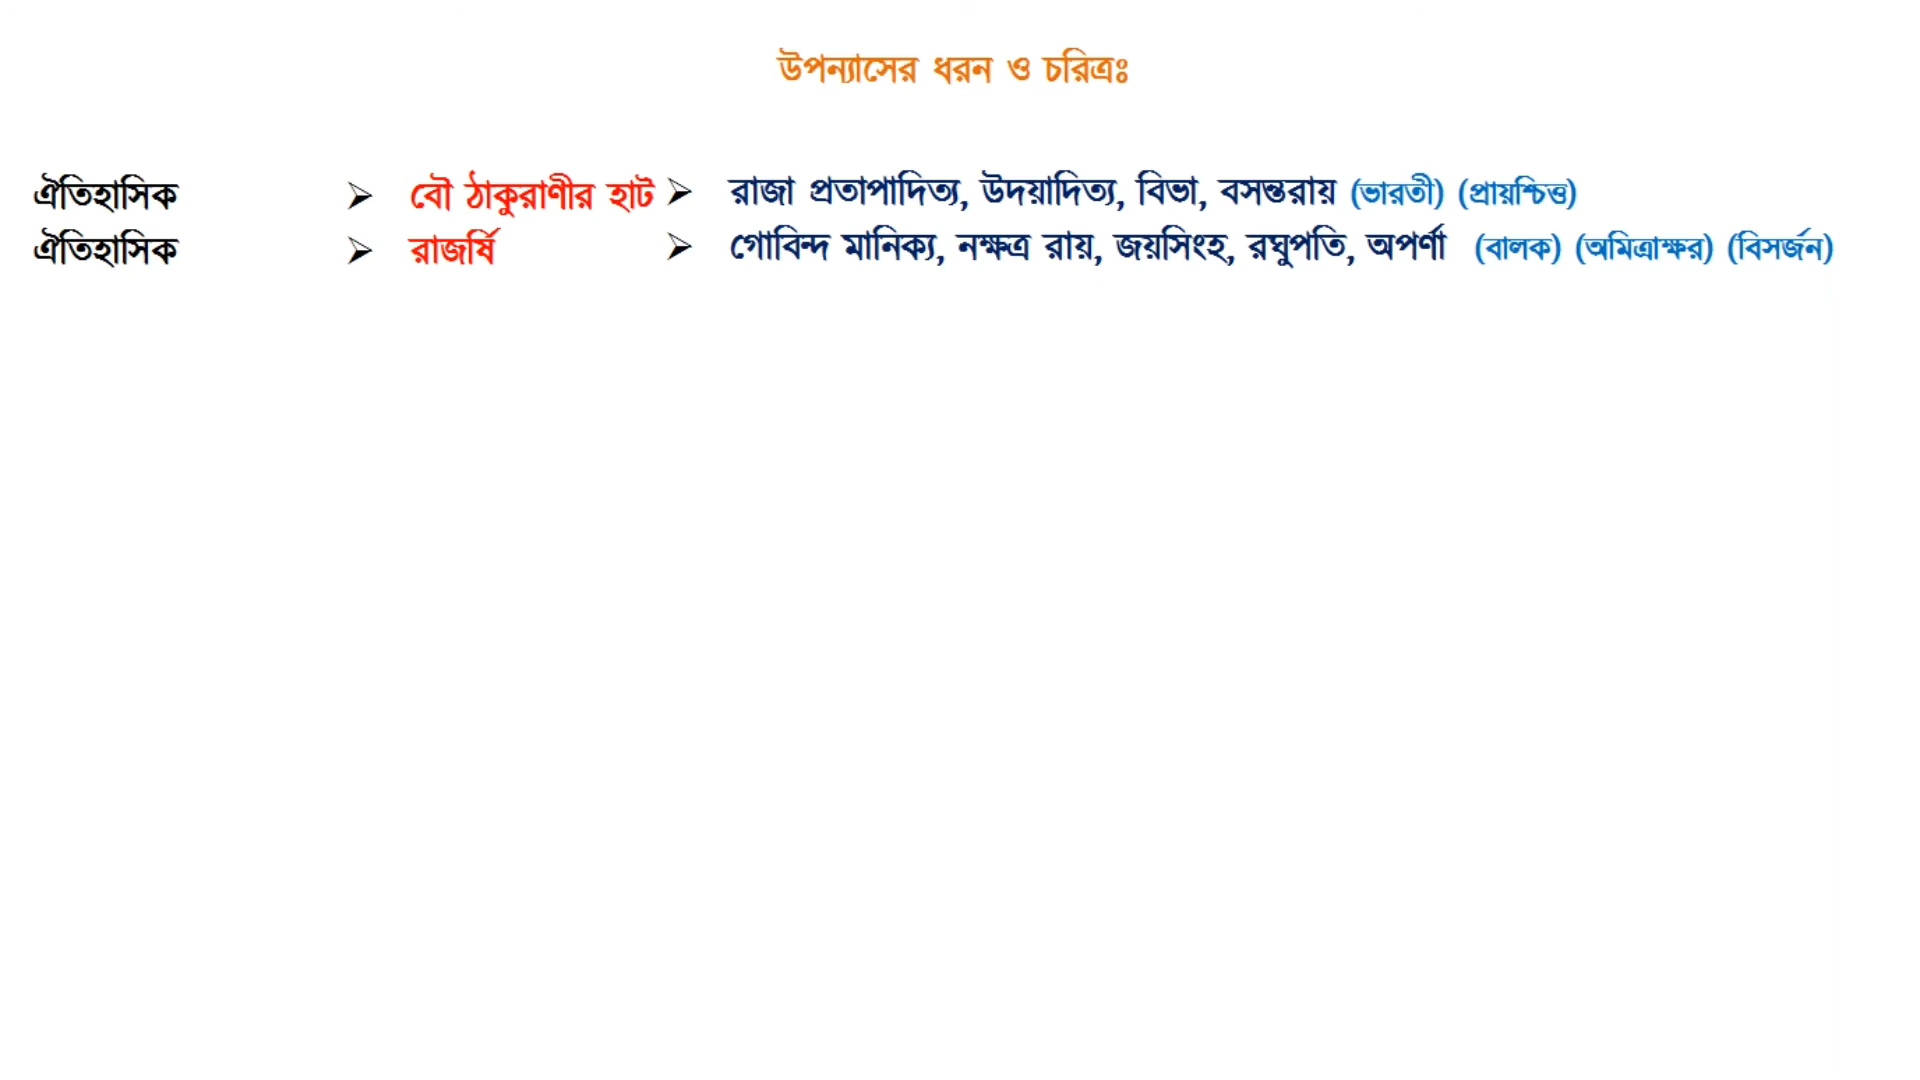 উপন্যাসের ধরন ও চরিত্রঃ
ঐতিহাসিক ➢ বৌ ঠাকুরাণীর হাট ➢ রাজা প্রতাপাদিত্য, উদয়াদিত্য, বিভা, বসন্তরায় (ভারতী) (প্রায়শ্চিত্ত)
ঐতিহাসিক ➢ রাজর্ষি ➢ গোবিন্দ মানিক্য, নক্ষত্র রায়, জয়সিংহ, রঘুপতি, অপর্ণা (বালক) (অমিত্রাক্ষর) (বিসর্জন)